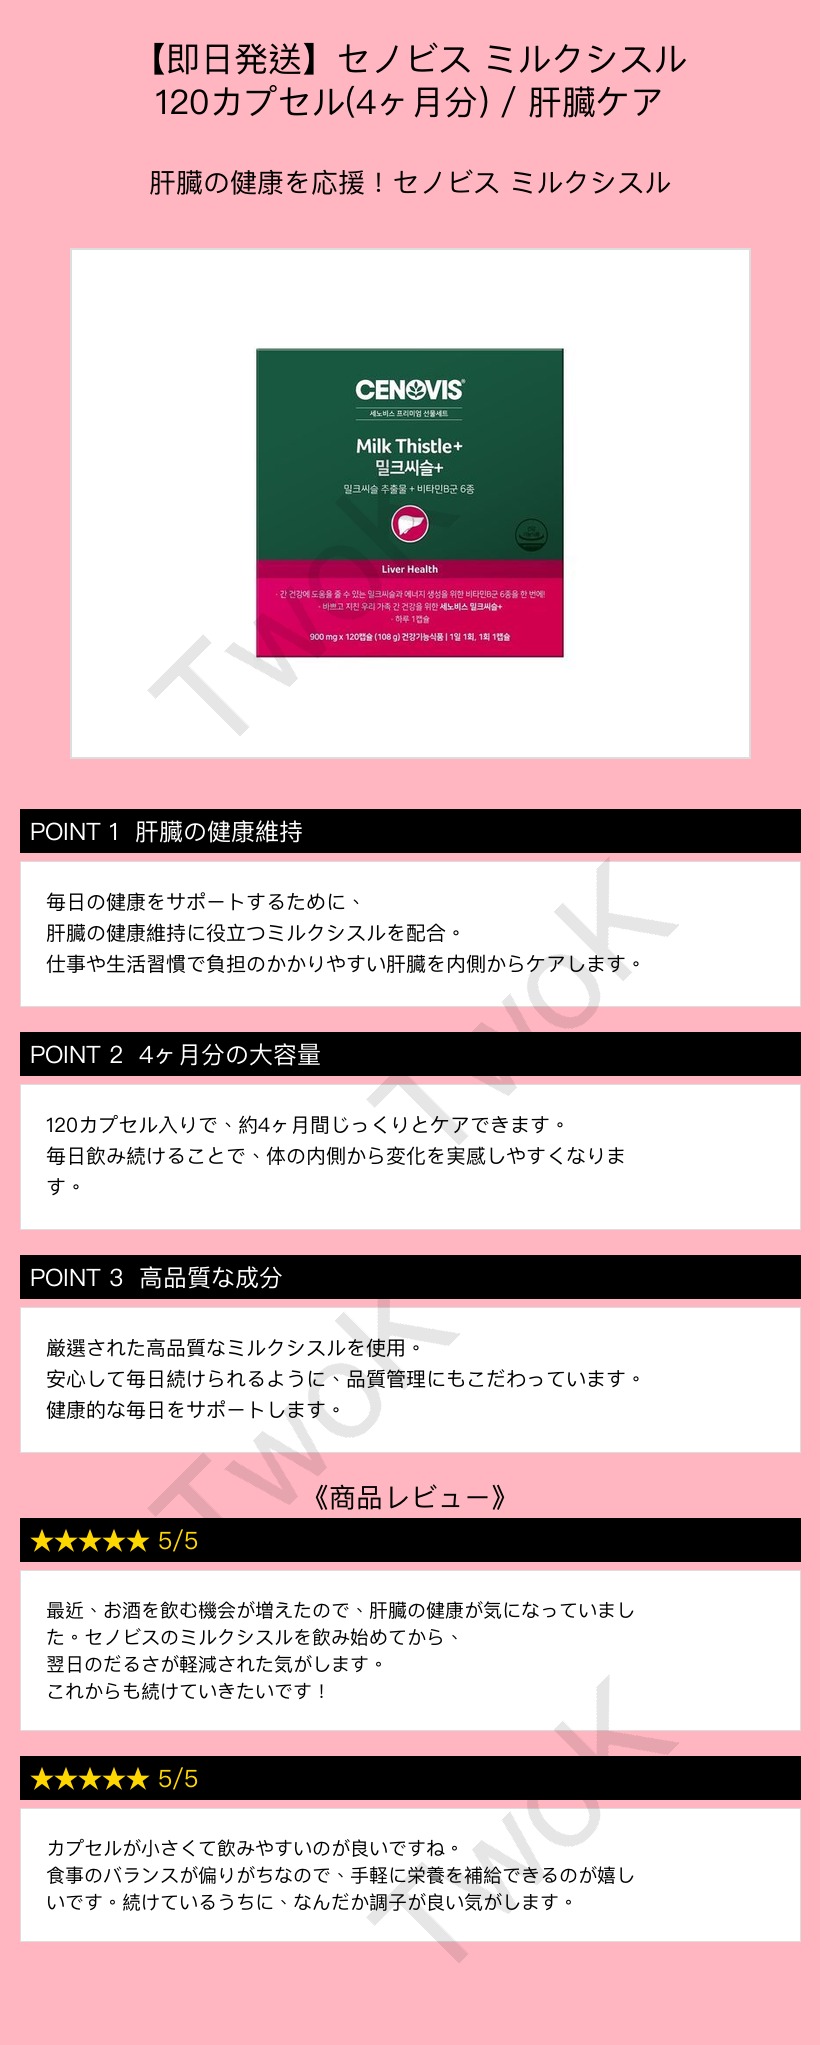 【即日発送】セノビス ミルクシスル
120カプセル(4ヶ月分) / 肝臓ケア
肝臓の健康を応援！セノビス ミルクシスル
CENOVIS
세노비스 프리미엄 선물세트
Milk Thistle+
밀크씨슬+
밀크씨슬 추출물 + 비타민B군 6종
Liver Health
· 간 건강에 도움을 줄 수 있는 밀크씨슬과 에너지 생성을 위한 비타민B군 6종을 한 번에!
· 바쁘고 지친 우리 가족 간 건강을 위한 세노비스 밀크씨슬+
· 하루 1캡슐
900 mg x 120캡슐 (108 g) 건강기능식품 | 1일 1회, 1회 1캡슐
TwoK
POINT 1 肝臓の健康維持
毎日の健康をサポートするために、
肝臓の健康維持に役立つミルクシスルを配合。
仕事や生活習慣で負担のかかりやすい肝臓を内側からケアします。
TwoK
POINT 2 4ヶ月分の大容量
120カプセル入りで、約4ヶ月間じっくりとケアできます。
毎日飲み続けることで、体の内側から変化を実感しやすくなりま
す。
POINT 3 高品質な成分
厳選された高品質なミルクシスルを使用。
安心して毎日続けられるように、品質管理にもこだわっています。
健康的な毎日をサポートします。
TwoK
《商品レビュー》
★★★★★ 5/5
最近、お酒を飲む機会が増えたので、肝臓の健康が気になっていまし
た。セノビスのミルクシスルを飲み始めてから、
翌日のだるさが軽減された気がします。
これからも続けていきたいです！
★★★★★ 5/5
カプセルが小さくて飲みやすいのが良いですね。
食事のバランスが偏りがちなので、手軽に栄養を補給できるのが嬉し
いです。続けているうちに、なんだか調子が良い気がします。
TwoK